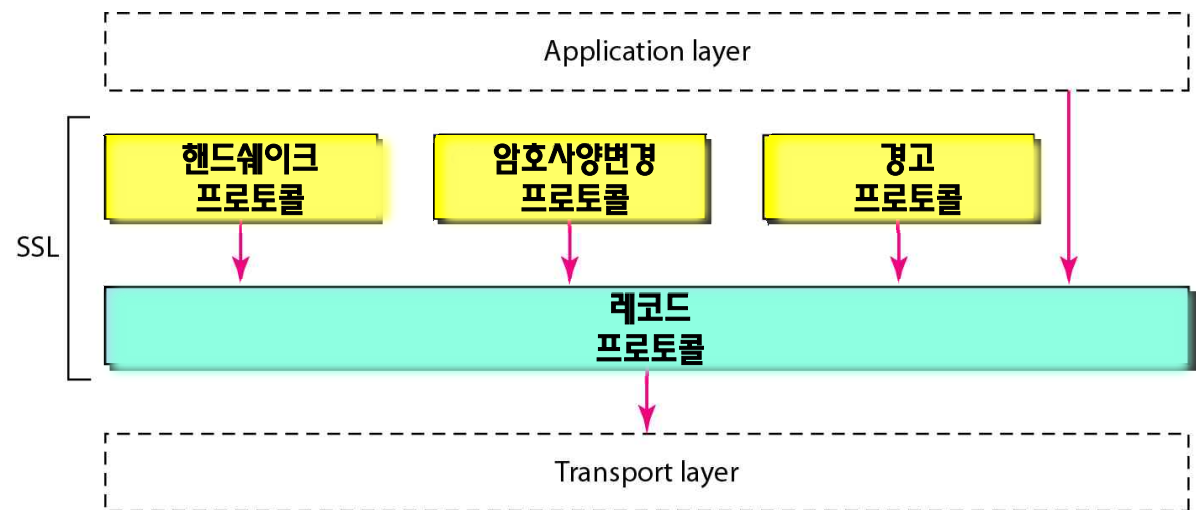 Application layer
핸드쉐이크
프로토콜
암호사양변경
프로토콜
경고
프로토콜
SSL
레코드
프로토콜
Transport layer